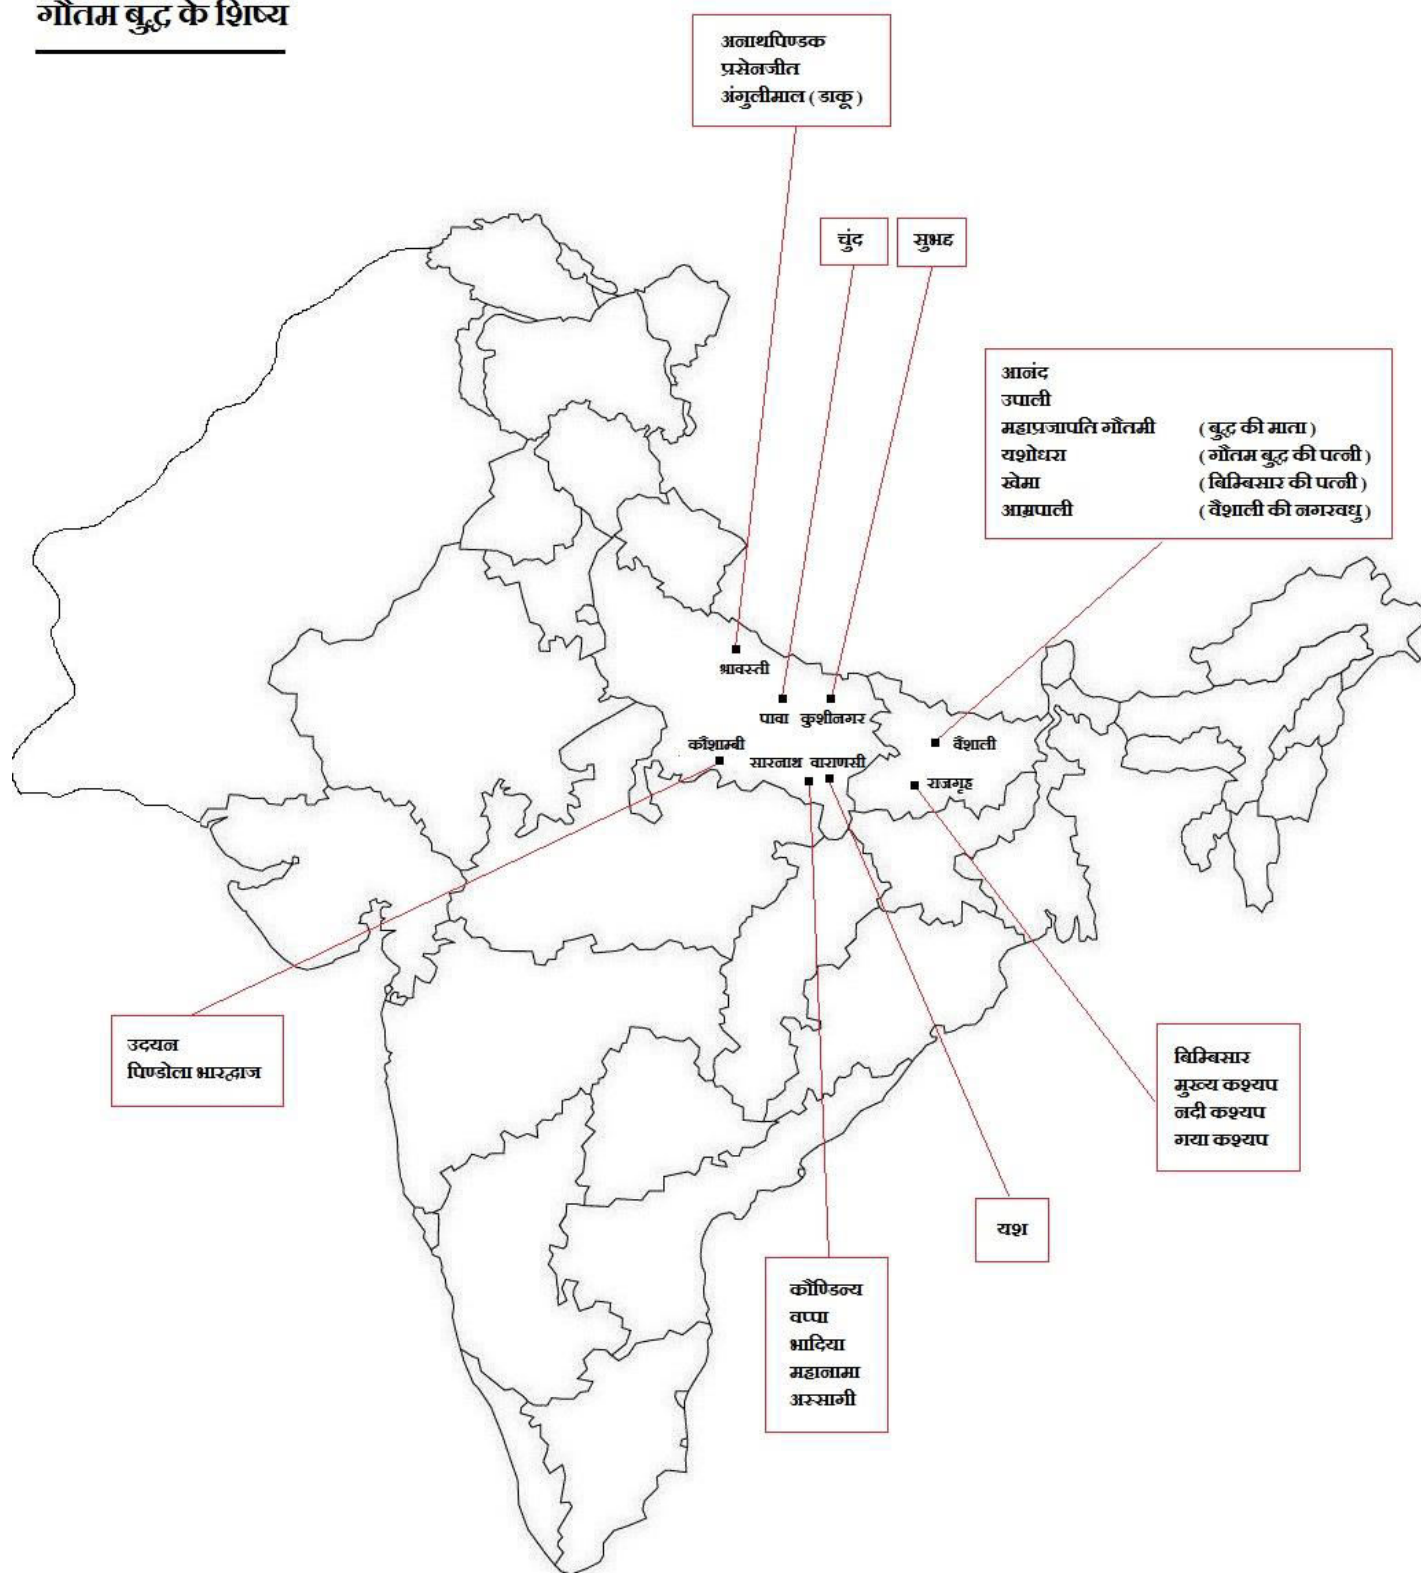 गौतम बुद्ध के शिष्य
अनाथपिण्डक
प्रसेनजीत
अंगुलीमाल ( डाकू )
चुंद
सुभद्द
आनंद
उपाली
महाप्रजापति गौतमी ( बुद्ध की माता )
यशोधरा ( गौतम बुद्ध की पत्नी )
खेमा ( बिम्बिसार की पत्नी )
आम्रपाली ( वैशाली की नगरवधु )
श्रावस्ती
पावा कुशीनगर
कौशाम्बी
वैशाली
सारनाथ वाराणसी
राजगृह
उदयन
पिण्डोला भारद्वाज
बिम्बिसार
मुख्य कश्यप
नदी कश्यप
गया कश्यप
यश
कौण्डिन्य
वप्पा
भादिया
महानामा
अस्सागी